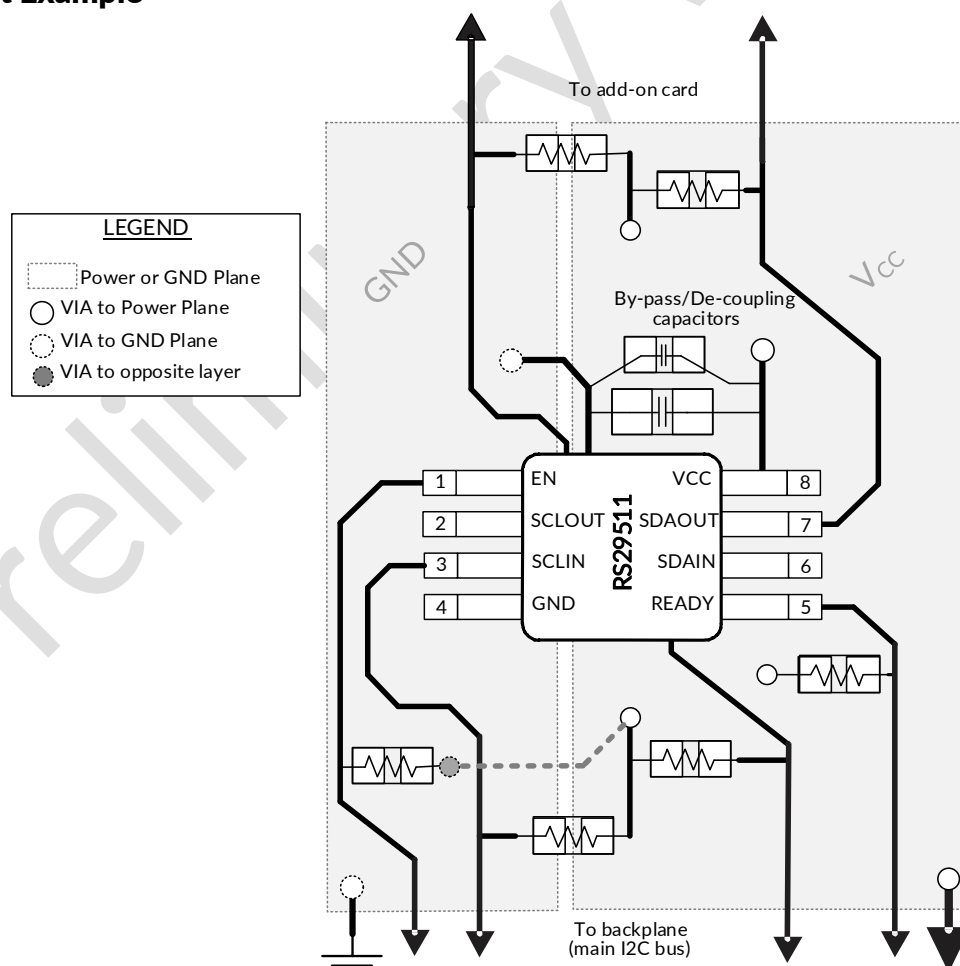 t Example
To add-on card
LEGEND
Power or GND Plane
VIA to Power Plane
VIA to GND Plane
VIA to opposite layer
GND
VCC
By-pass/De-coupling
capacitors
1 EN VCC 8
2 SCLOUT SDAOUT 7
3 SCLIN SDAIN 6
4 GND READY 5
RS29511
To backplane
(main I2C bus)